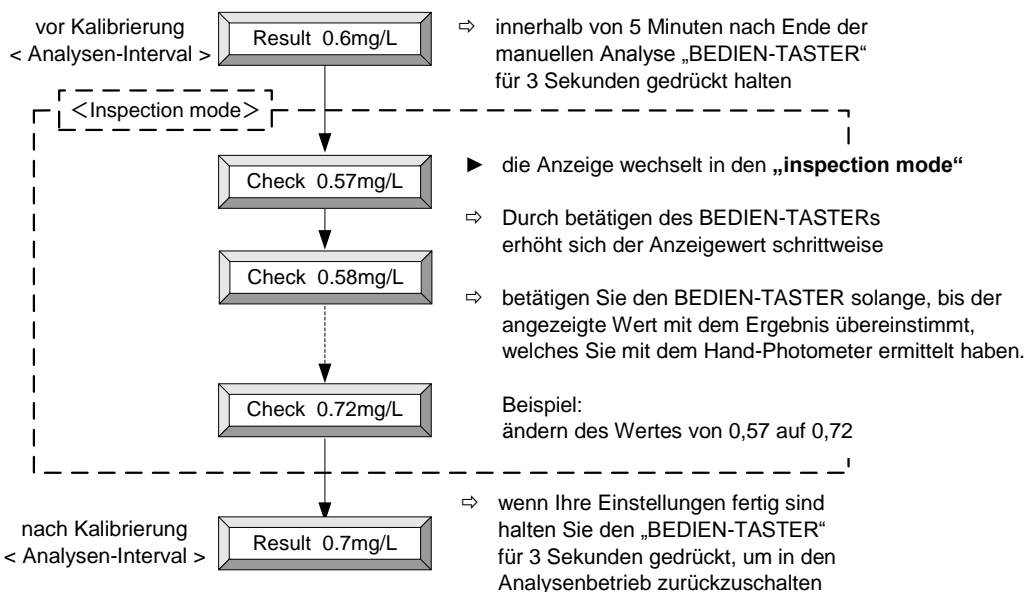 vor Kalibrierung
< Analysen-Interval >
Result 0.6mg/L
⇨ innerhalb von 5 Minuten nach Ende der
manuellen Analyse „BEDIEN-TASTER“
für 3 Sekunden gedrückt halten
<Inspection mode>
Check 0.57mg/L
► die Anzeige wechselt in den „inspection mode“
⇨ Durch betätigen des BEDIEN-TASTERs
erhöht sich der Anzeigewert schrittweise
Check 0.58mg/L
⇨ betätigen Sie den BEDIEN-TASTER solange, bis der
angezeigte Wert mit dem Ergebnis übereinstimmt,
welches Sie mit dem Hand-Photometer ermittelt haben.
Check 0.72mg/L
Beispiel:
ändern des Wertes von 0,57 auf 0,72
nach Kalibrierung
< Analysen-Interval >
Result 0.7mg/L
⇨ wenn Ihre Einstellungen fertig sind
halten Sie den „BEDIEN-TASTER“
für 3 Sekunden gedrückt, um in den
Analysenbetrieb zurückzuschalten